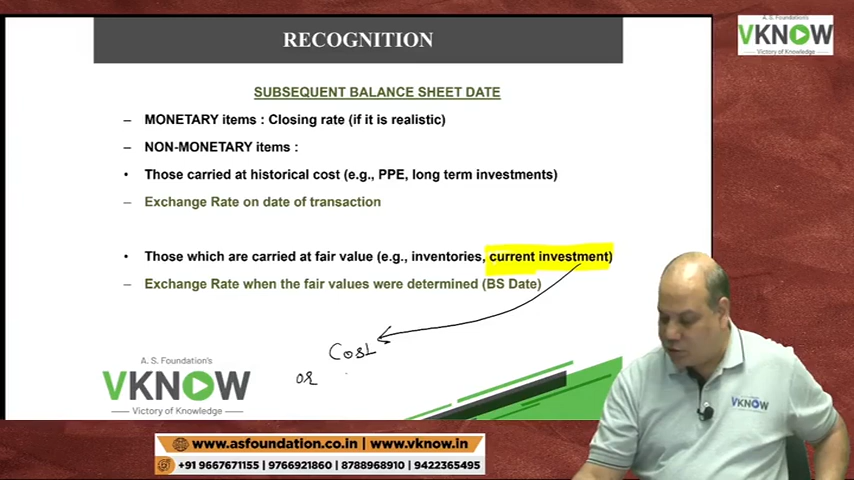 RECOGNITION
A. S. Foundation's
VKNOW
Victory of Knowledge
SUBSEQUENT BALANCE SHEET DATE
– MONETARY items : Closing rate (if it is realistic)
– NON-MONETARY items :
• Those carried at historical cost (e.g., PPE, long term investments)
– Exchange Rate on date of transaction
• Those which are carried at fair value (e.g., inventories, current investment)
– Exchange Rate when the fair values were determined (BS Date)
Cost
or
A. S. Foundation's
VKNOW
Victory of Knowledge
VKNOW
www.asfoundation.co.in | www.vknow.in
+91 9667671155 | 9766921860 | 8788968910 | 9422365495